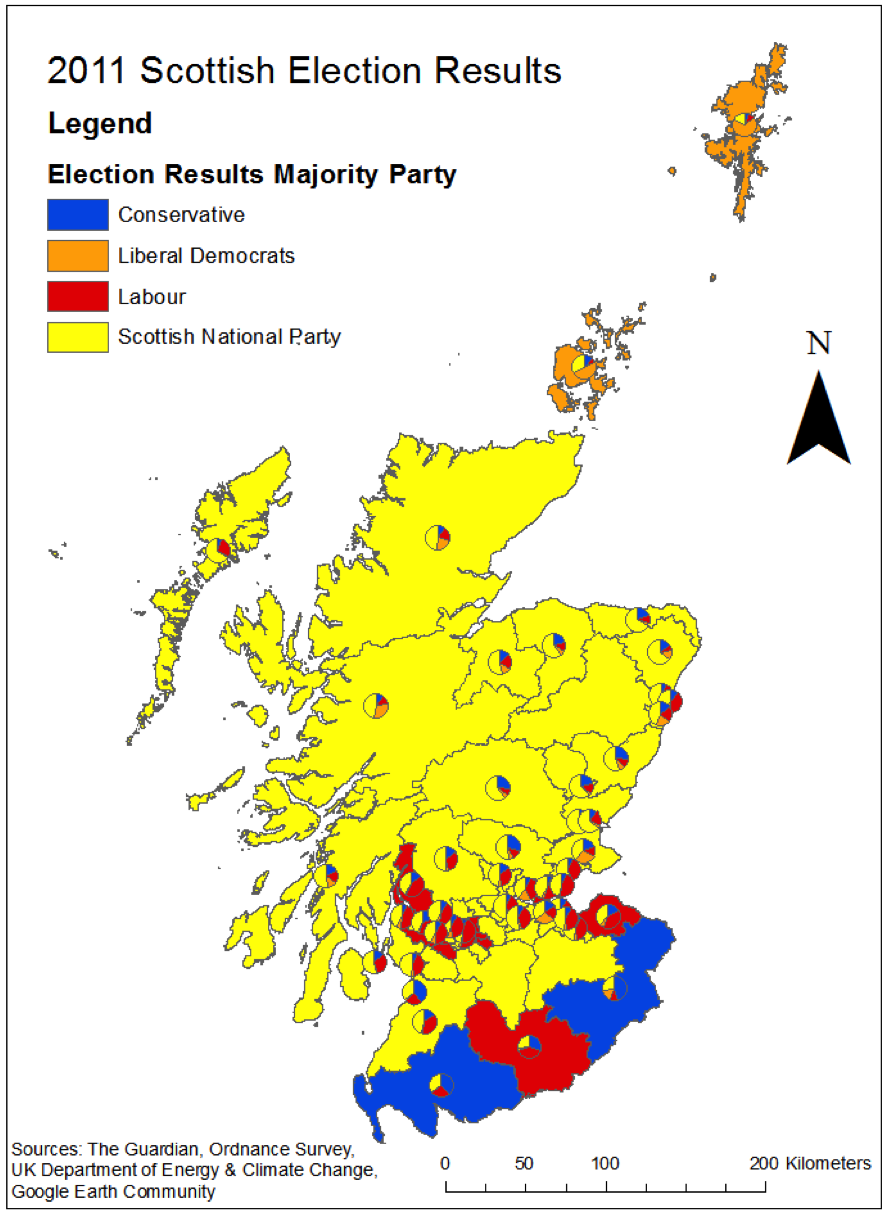 2011 Scottish Election Results
Legend
Election Results Majority Party
Conservative
Liberal Democrats
Labour
Scottish National Party
N
Sources: The Guardian, Ordnance Survey,
UK Department of Energy & Climate Change,
Google Earth Community
0 50 100 200 Kilometers